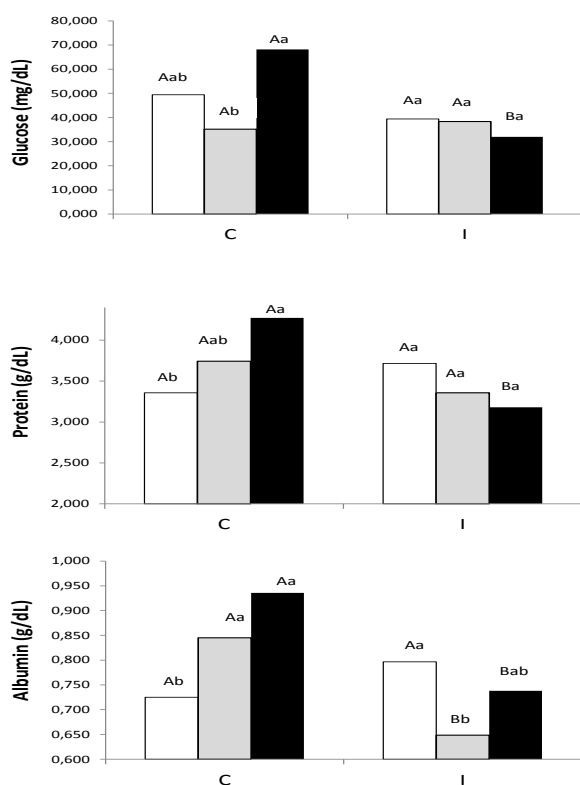 Glucose (mg/dL)
80,000
70,000
60,000
50,000
40,000
30,000
20,000
10,000
0,000
Aab
Ab
Aa
Aa
Aa
Ba
C
I
Protein (g/dL)
4,000
3,500
3,000
2,500
2,000
Ab
Aab
Aa
Aa
Aa
Ba
C
I
Albumin (g/dL)
1,000
0,950
0,900
0,850
0,800
0,750
0,700
0,650
0,600
Ab
Aa
Aa
Aa
Bb
Bab
C
I